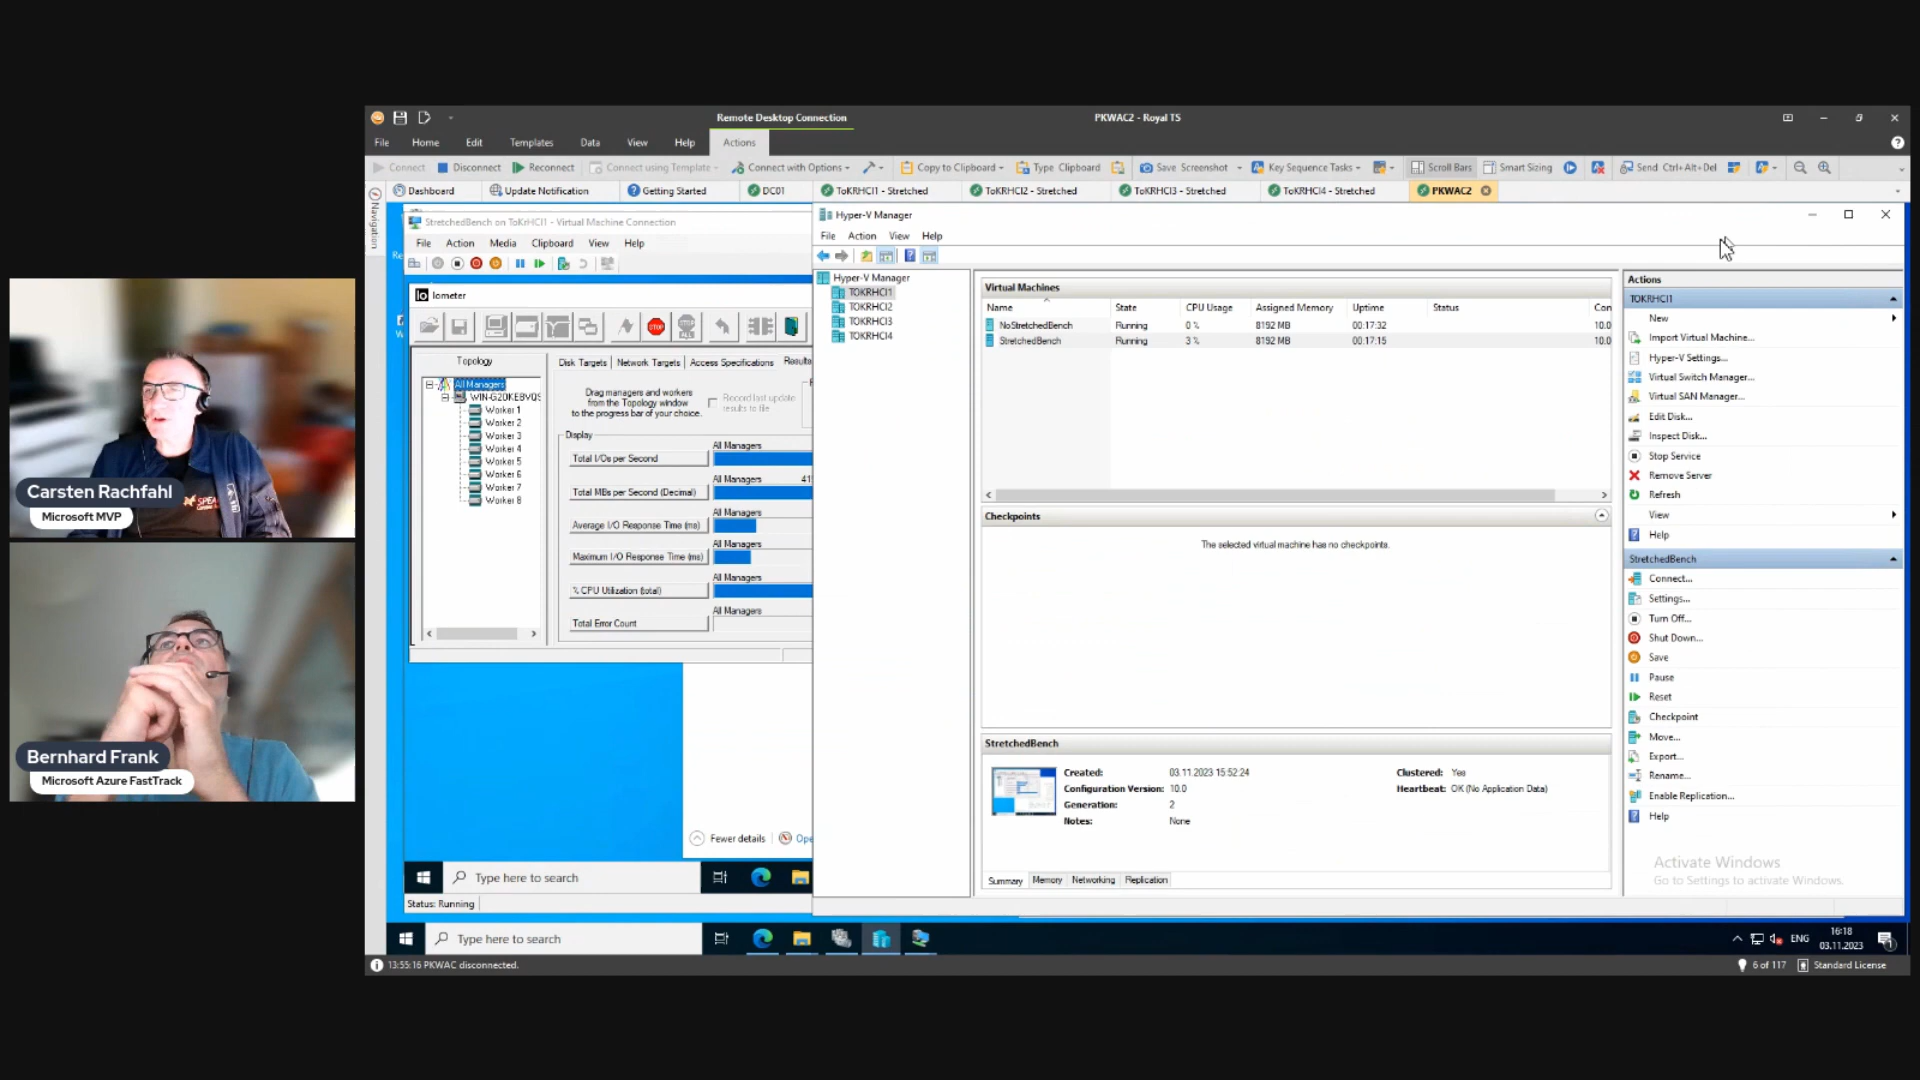 Remote Desktop Connection
PKWAC2 - Royal TS
File Home Edit Templates Data View Help Actions
Connect Disconnect Reconnect Connect using Template Connect with Options Copy to Clipboard Type Clipboard Save Screenshot Key Sequence Tasks Scroll Bars Smart Sizing Send Ctrl+Alt+Del
Dashboard Update Notification Getting Started DC01 ToKRHCI1 - Stretched ToKRHCI2 - Stretched ToKRHCI3 - Stretched ToKRHCI4 - Stretched PKWAC2
Navigation
StretchedBench on ToKrHCI1 - Virtual Machine Connection
File Action Media Clipboard View Help
Iometer
STOP
Topology
All Managers
Worker 1
Worker 2
Worker 3
Worker 4
Worker 5
Worker 6
Worker 7
Worker 8
Disk Targets Network Targets Access Specifications
Drag managers and workers
from the Topology window
to the progress bar of your choice.
Record last update
results to file
Display
All Managers
Total I/Os per Second
All Managers
Total MBs per Second (Decimal)
All Managers
Average I/O Response Time (ms)
All Managers
Maximum I/O Response Time (ms)
All Managers
% CPU Utilization (total)
All Managers
Total Error Count
Fewer details
Type here to search
Status: Running
Hyper-V Manager
File Action View Help
Hyper-V Manager
TOKRHCI1
TOKRHCI2
TOKRHCI3
TOKRHCI4
Virtual Machines
Name State CPU Usage Assigned Memory Uptime Status Con
NoStretchedBench Running 0 % 8192 MB 00:17:32 10.0
StretchedBench Running 3 % 8192 MB 00:17:15 10.0
Checkpoints
The selected virtual machine has no checkpoints.
StretchedBench
Created: 03.11.2023 15:52:24 Clustered: Yes
Configuration Version: 10.0 Heartbeat: OK (No Application Data)
Generation: 2
Notes: None
Summary Memory Networking Replication
Actions
TOKRHCI1
New
Import Virtual Machine...
Hyper-V Settings...
Virtual Switch Manager...
Virtual SAN Manager...
Edit Disk...
Inspect Disk...
Stop Service
Remove Server
Refresh
View
Help
StretchedBench
Connect...
Settings...
Turn Off...
Shut Down...
Save
Pause
Reset
Checkpoint
Move...
Export...
Rename...
Enable Replication...
Help
Activate Windows
Go to Settings to activate Windows.
Type here to search
ENG
16:18
03.11.2023
13:55:16 PKWAC disconnected.
6 of 117 Standard License
Carsten Rachfahl
Microsoft MVP
Bernhard Frank
Microsoft Azure FastTrack